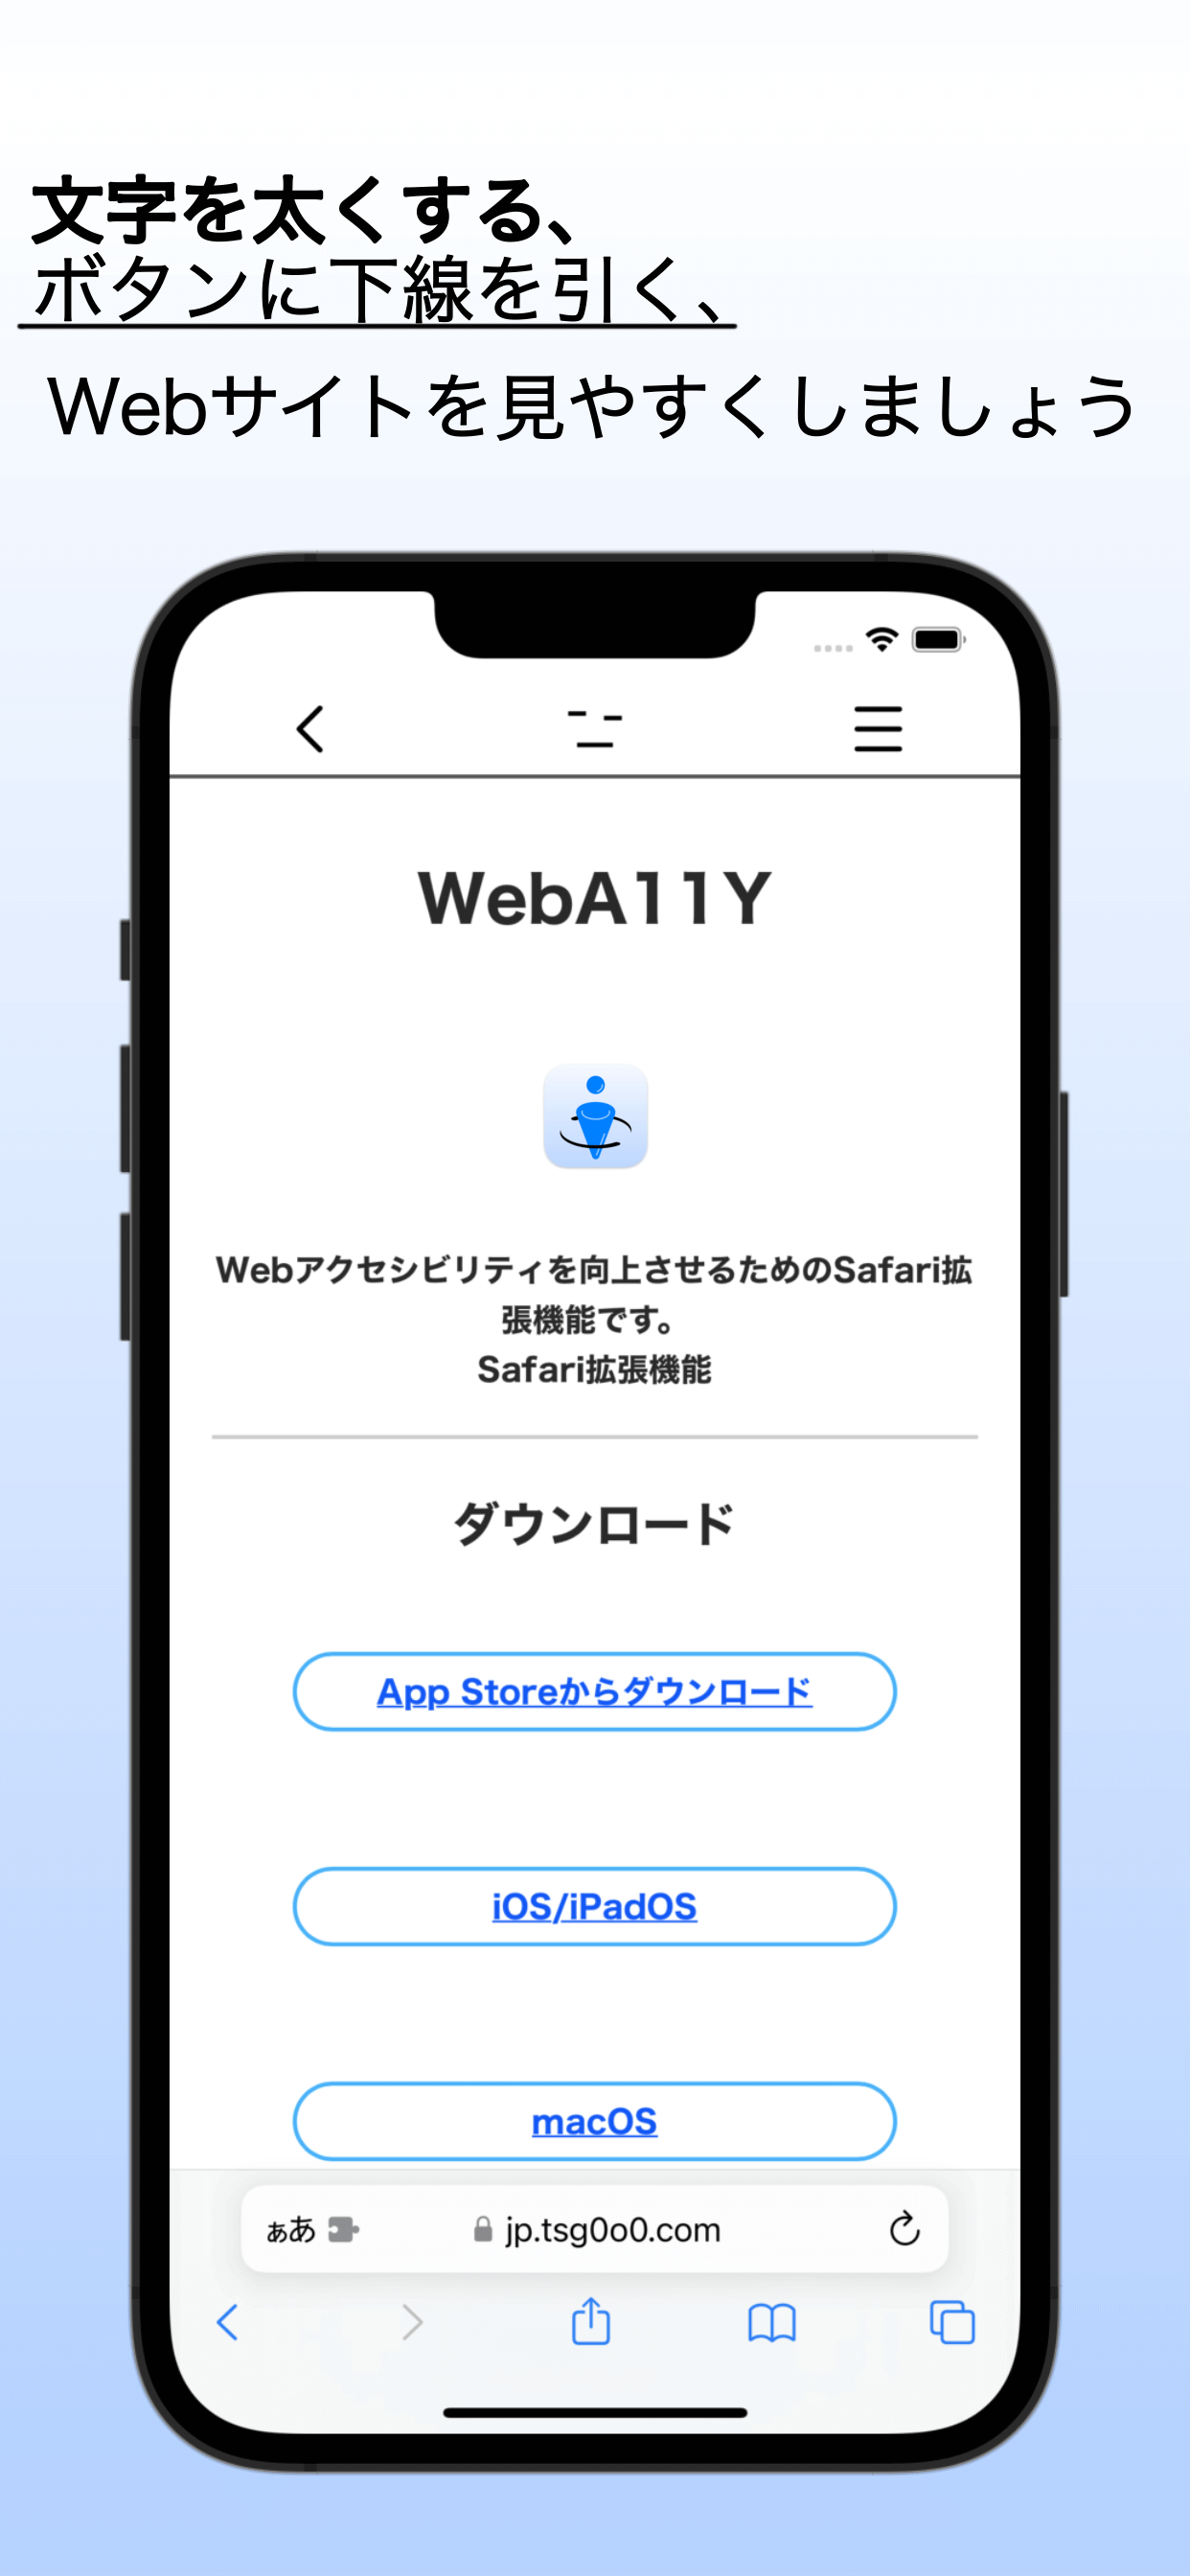 文字を太くする、
ボタンに下線を引く、
Webサイトを見やすくしましょう
WebA11Y
Webアクセシビリティを向上させるためのSafari拡
張機能です。
Safari拡張機能
ダウンロード
App Storeからダウンロード
iOS/iPadOS
macOS
ぁあ jp.tsg0o0.com